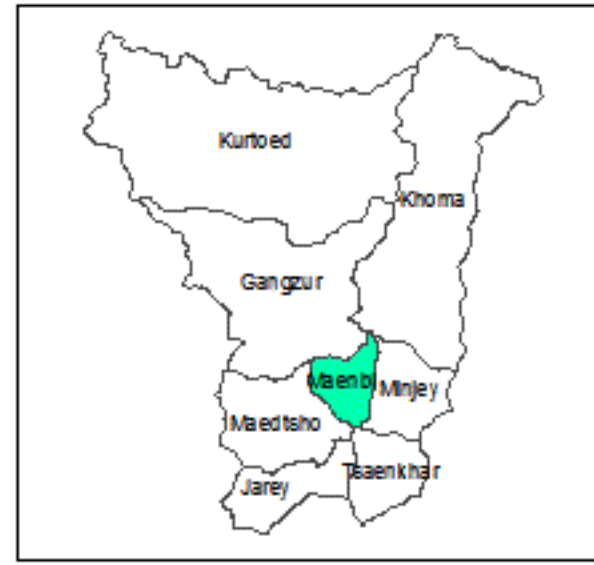 Kurtoed
Khoma
Gangzur
Maenbi
Minjey
Maedtsho
Tsaenkhar
Jarey